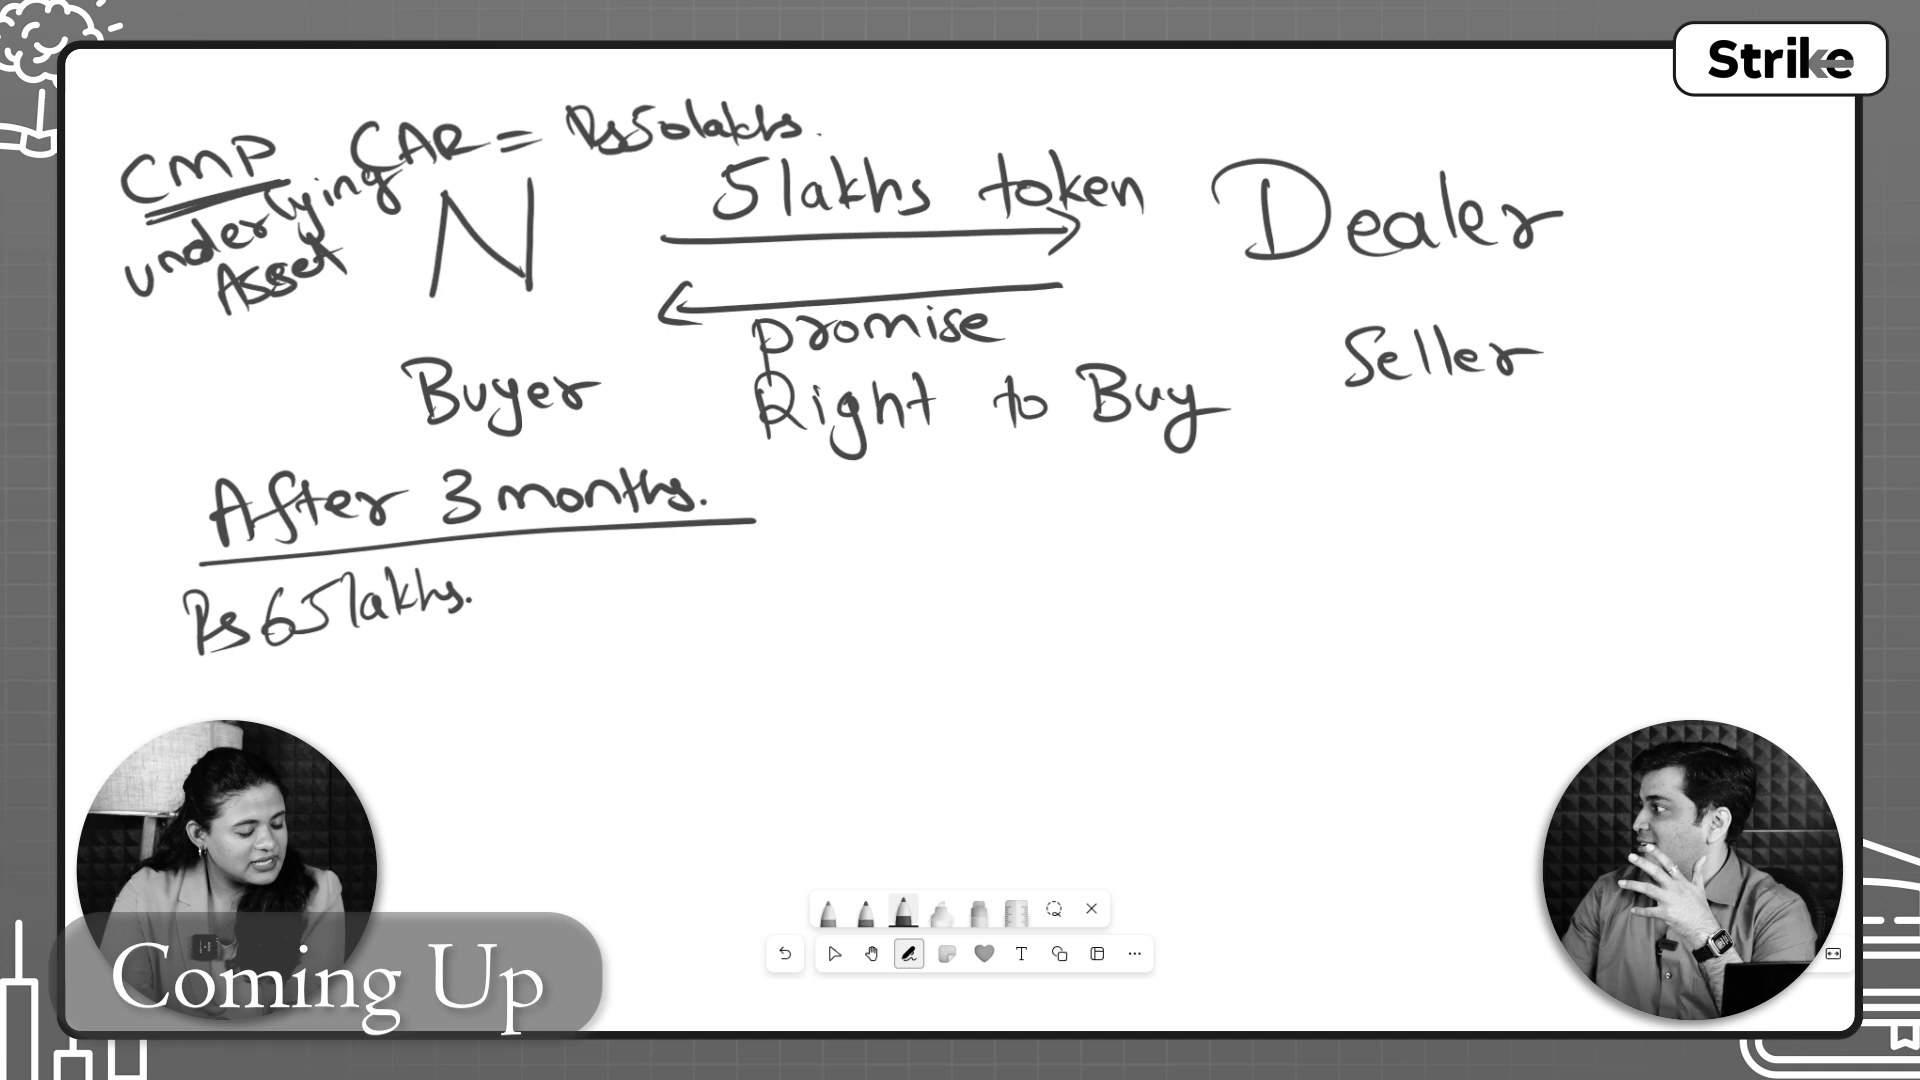 Strike
CMP CAR = Rs 50 lakhs.
underlying
Asset
N
5 lakhs token
Dealer
promise
Seller
Buyer
Right to Buy
After 3 months.
Rs 65 lakhs.
T
Coming Up